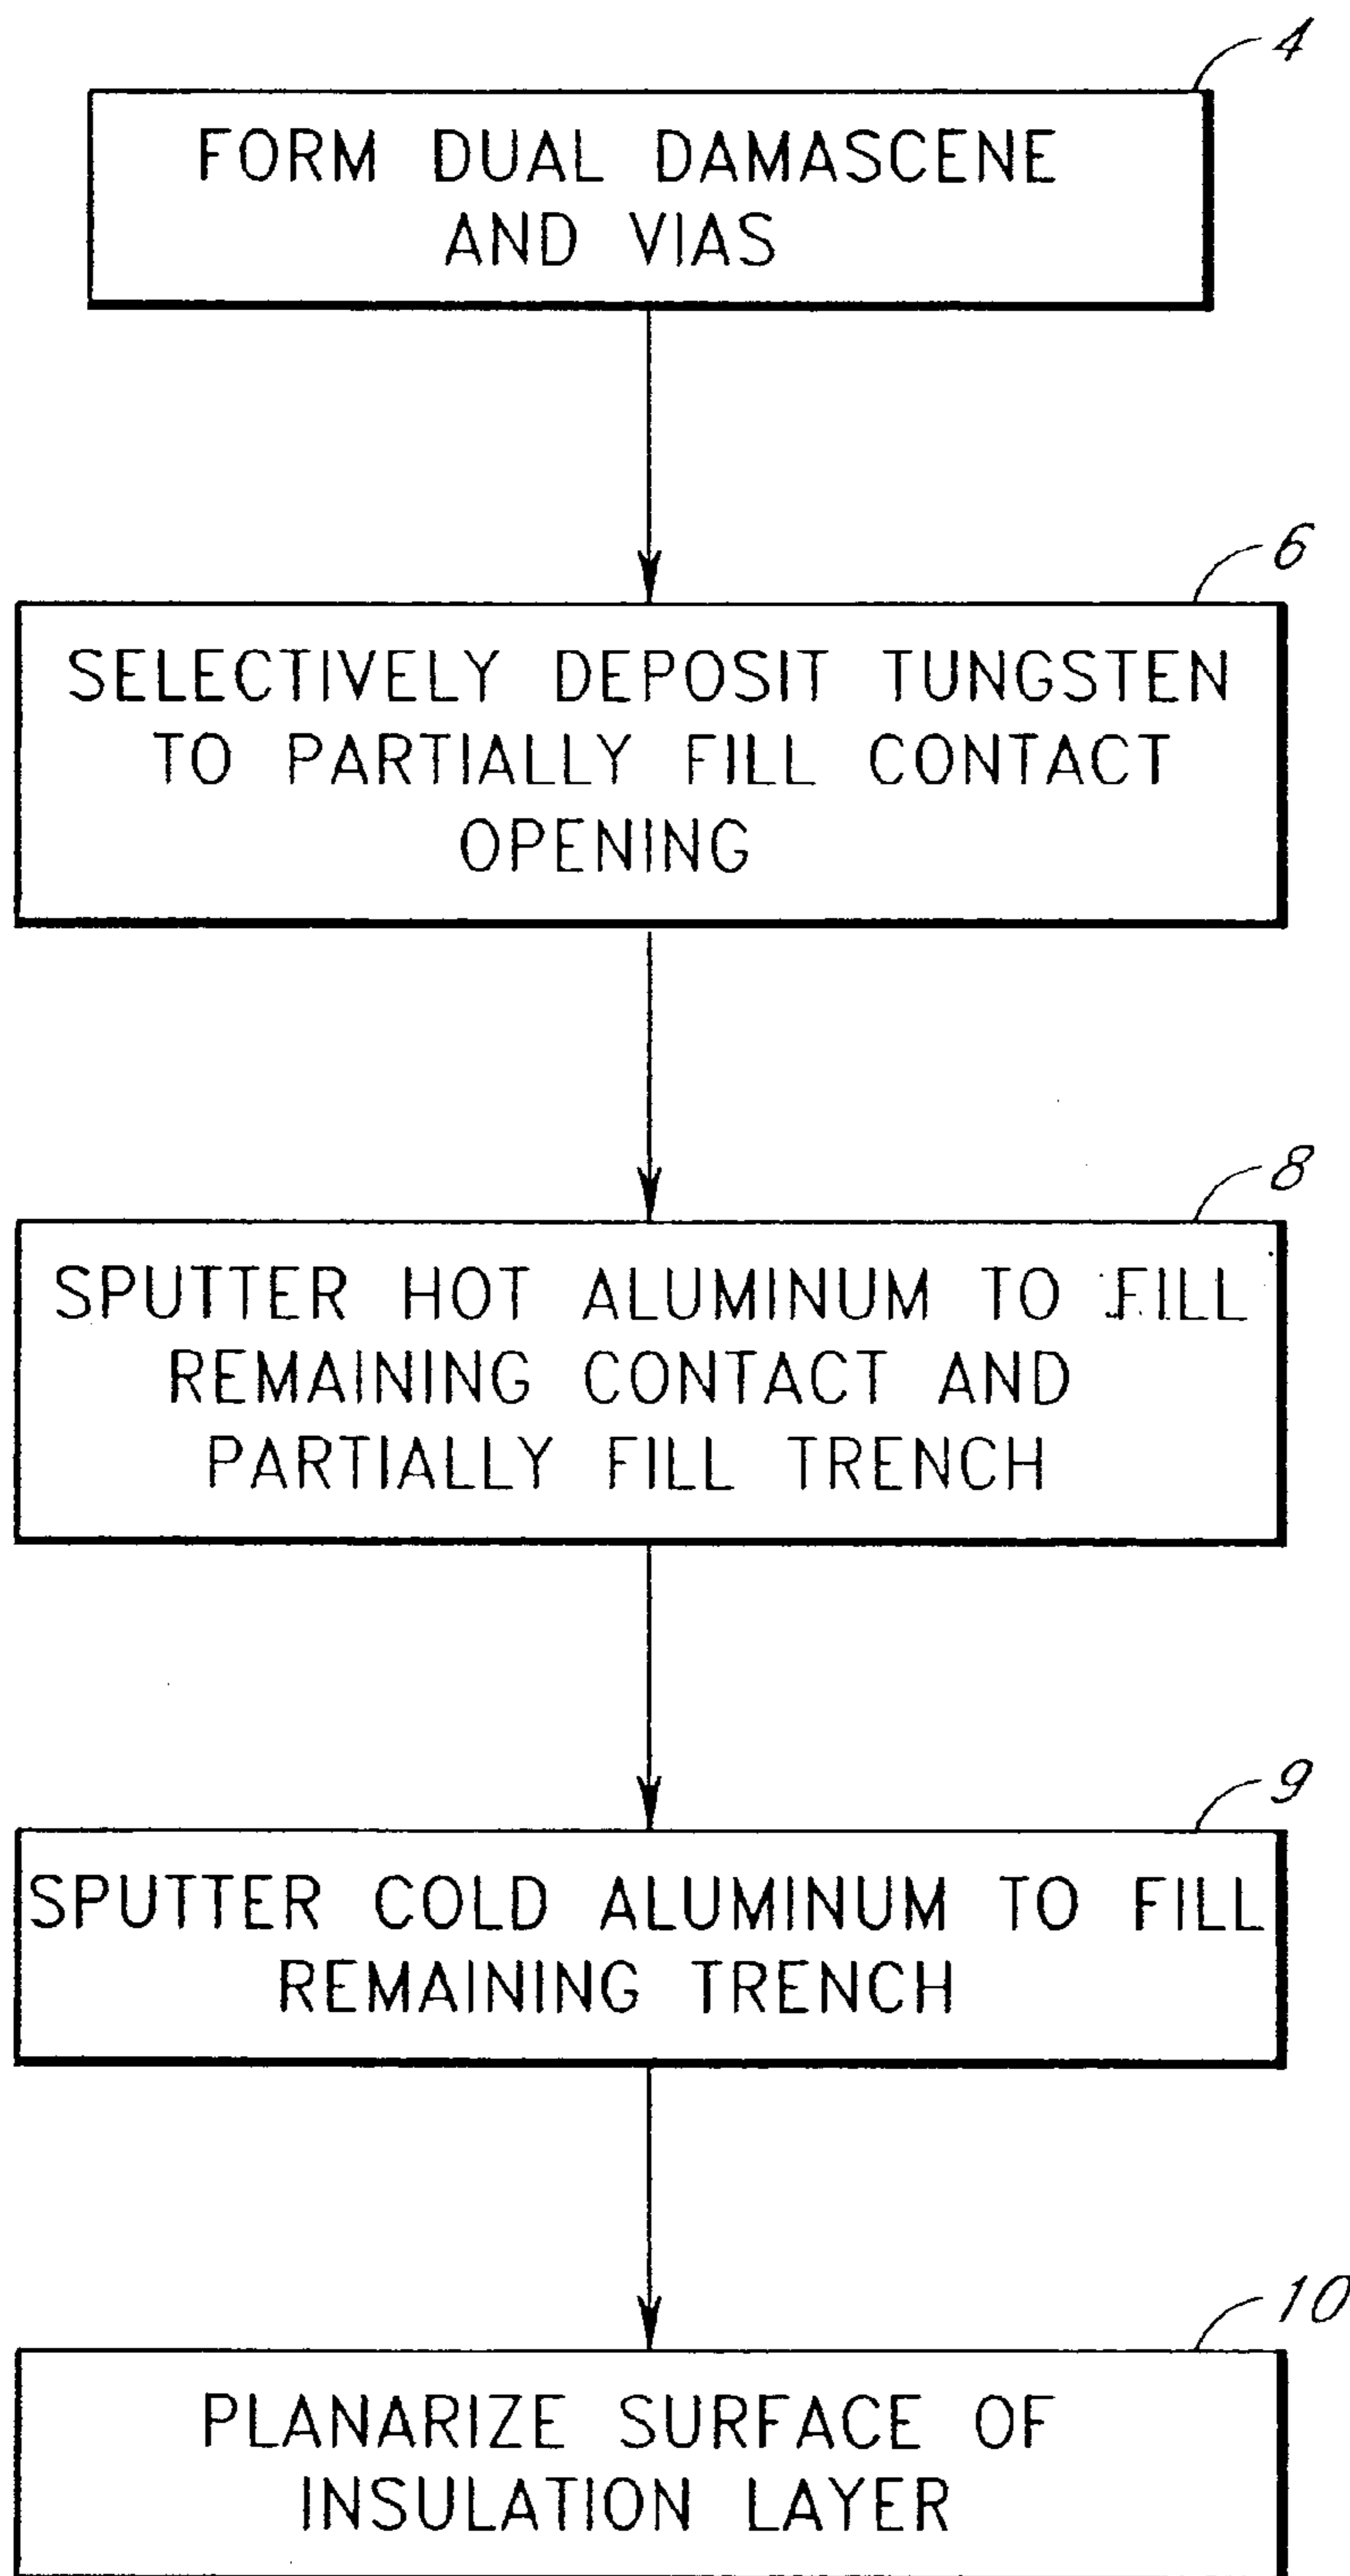 4
FORM DUAL DAMASCENE
AND VIAS
6
SELECTIVELY DEPOSIT TUNGSTEN
TO PARTIALLY FILL CONTACT
OPENING
8
SPUTTER HOT ALUMINUM TO FILL
REMAINING CONTACT AND
PARTIALLY FILL TRENCH
9
SPUTTER COLD ALUMINUM TO FILL
REMAINING TRENCH
10
PLANARIZE SURFACE OF
INSULATION LAYER